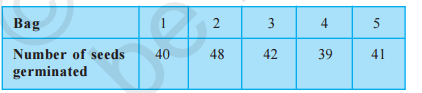 Bag 1 2 3 4 5
Number of seeds 40 48 42 39 41
germinated